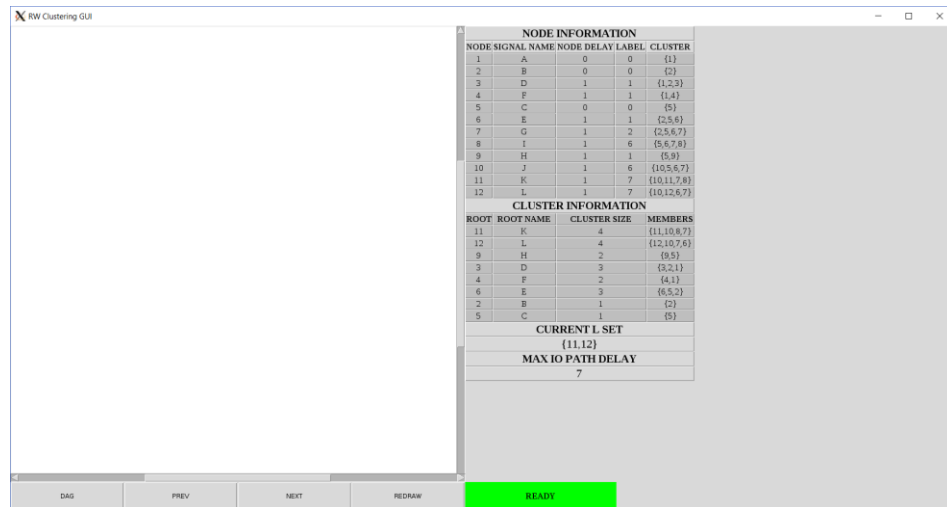 RW Clustering GUI
NODE INFORMATION
NODE SIGNAL NAME NODE DELAY LABEL CLUSTER
1 A 0 0 {1}
2 B 0 0 {2}
3 D 1 1 {1,2,3}
4 F 1 1 {1,4}
5 C 0 0 {5}
6 E 1 1 {2,5,6}
7 G 1 2 {2,5,6,7}
8 I 1 6 {5,6,7,8}
9 H 1 1 {5,9}
10 J 1 6 {10,5,6,7}
11 K 1 7 {10,11,7,8}
12 L 1 7 {10,12,6,7}
CLUSTER INFORMATION
ROOT ROOT NAME CLUSTER SIZE MEMBERS
11 K 4 {11,10,8,7}
12 L 4 {12,10,7,6}
9 H 2 {9,5}
3 D 3 {3,2,1}
4 F 2 {4,1}
6 E 3 {6,5,2}
2 B 1 {2}
5 C 1 {5}
CURRENT L SET
{11,12}
MAX IO PATH DELAY
7
DAG PREV NEXT REDRAW READY